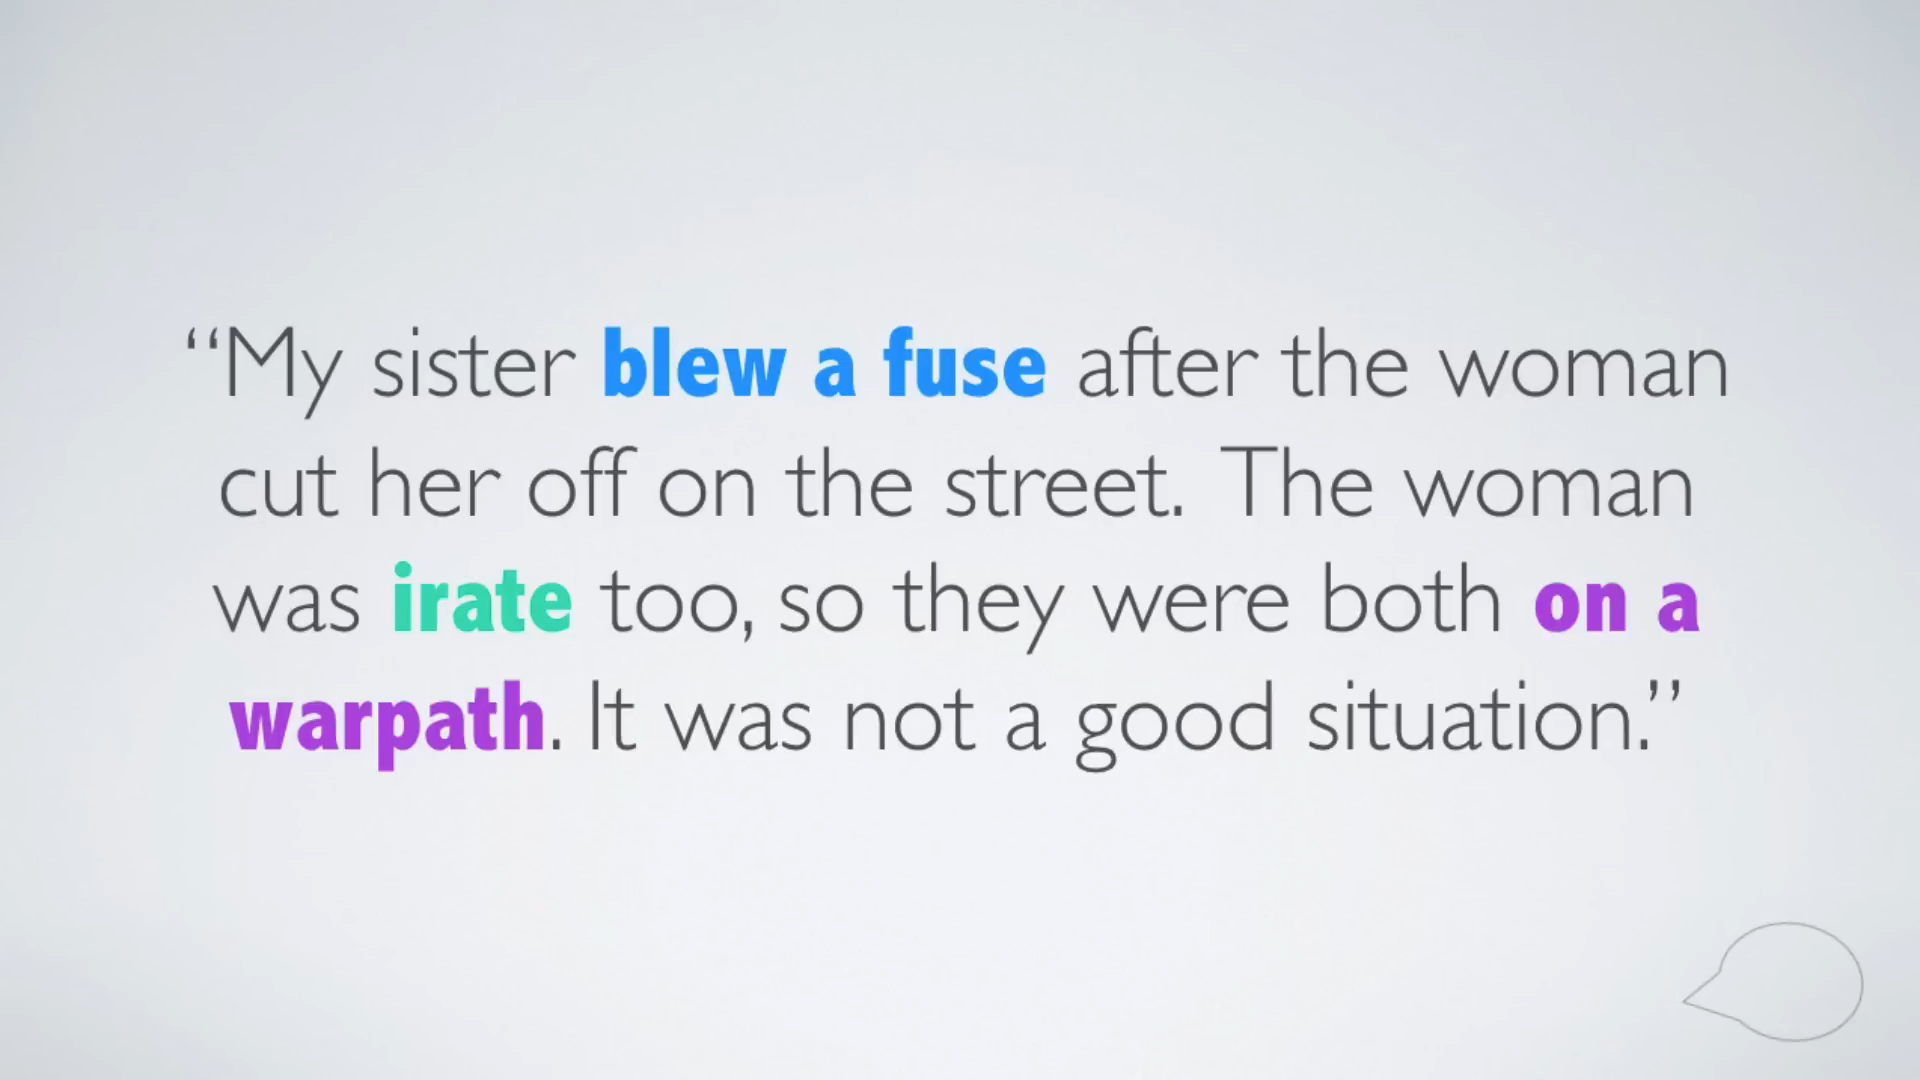 “My sister blew a fuse after the woman
cut her off on the street. The woman
was irate too, so they were both on a
warpath. It was not a good situation.”